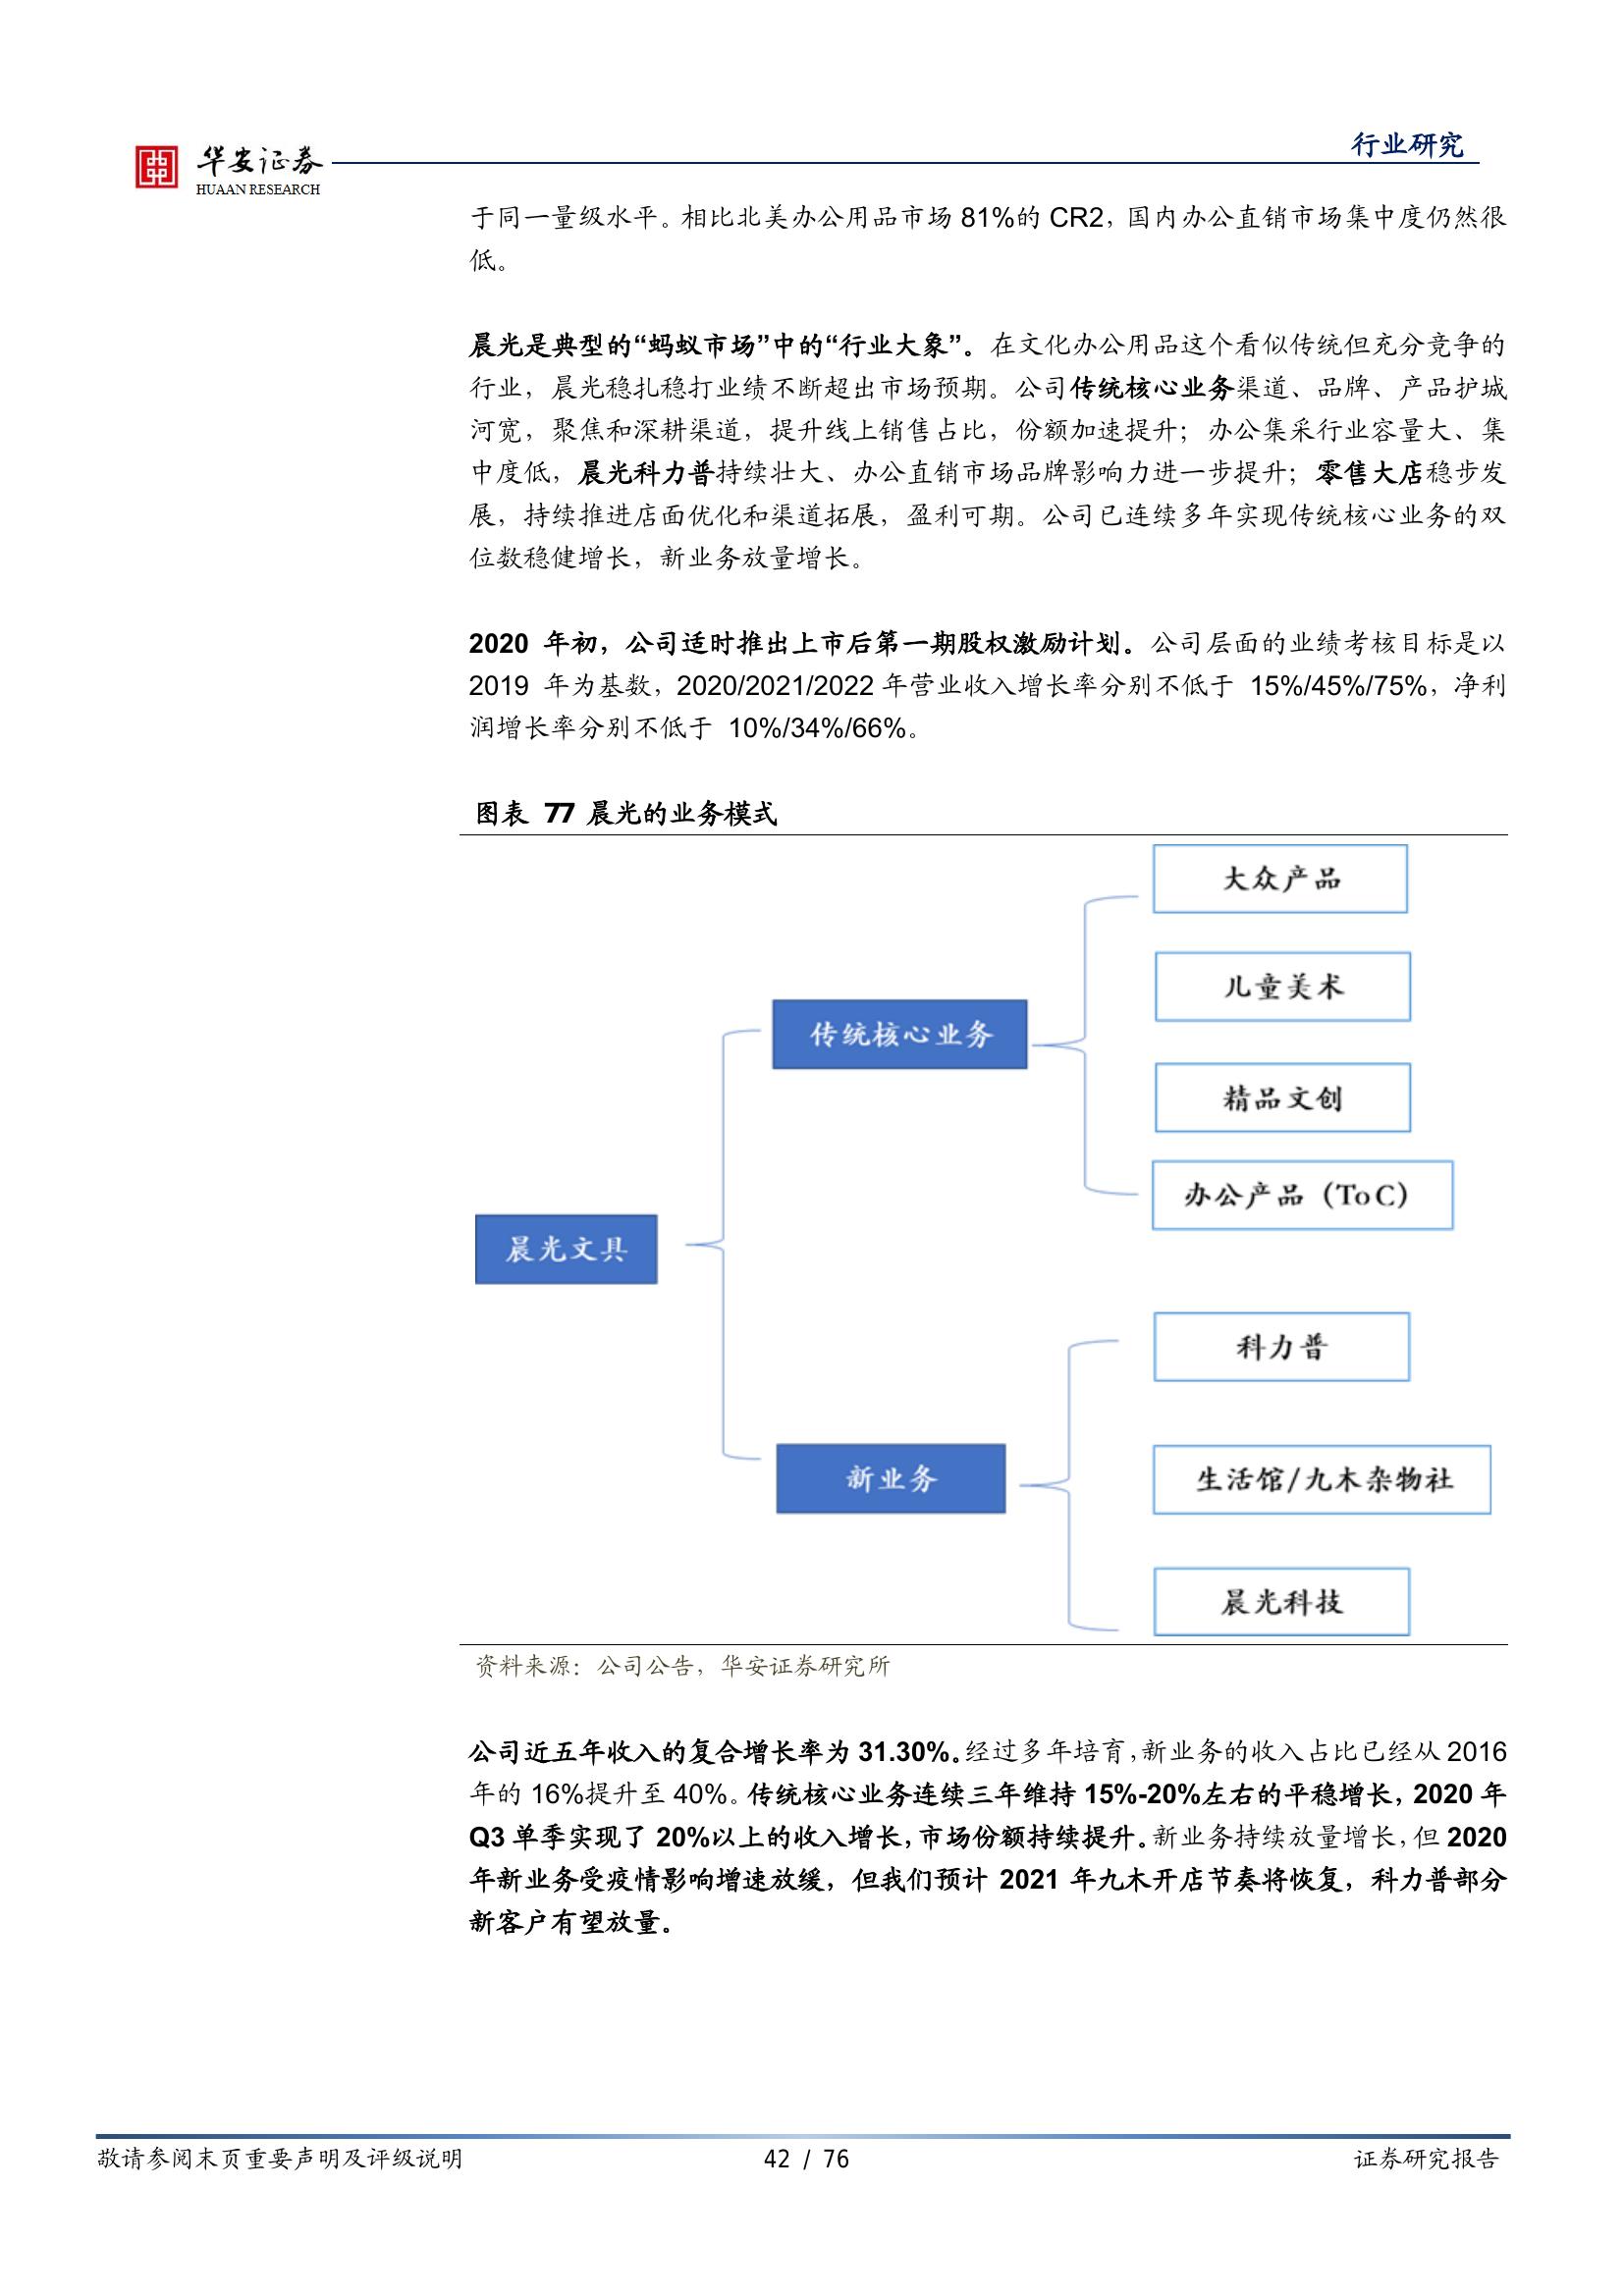 华安证券
HUAAN RESEARCH
行业研究
于同一量级水平。相比北美办公用品市场 81%的 CR2，国内办公直销市场集中度仍然很
低。
晨光是典型的“蚂蚁市场”中的“行业大象”。在文化办公用品这个看似传统但充分竞争的
行业，晨光稳扎稳打业绩不断超出市场预期。公司传统核心业务渠道、品牌、产品护城
河宽，聚焦和深耕渠道，提升线上销售占比，份额加速提升；办公集采行业容量大、集
中度低，晨光科力普持续壮大、办公直销市场品牌影响力进一步提升；零售大店稳步发
展，持续推进店面优化和渠道拓展，盈利可期。公司已连续多年实现传统核心业务的双
位数稳健增长，新业务放量增长。
2020 年初，公司适时推出上市后第一期股权激励计划。公司层面的业绩考核目标是以
2019 年为基数，2020/2021/2022 年营业收入增长率分别不低于 15%/45%/75%，净利
润增长率分别不低于 10%/34%/66%。
图表 77 晨光的业务模式
大众产品
儿童美术
传统核心业务
精品文创
办公产品（To C）
晨光文具
科力普
新业务
生活馆/九木杂物社
晨光科技
资料来源：公司公告，华安证券研究所
公司近五年收入的复合增长率为 31.30%。经过多年培育，新业务的收入占比已经从 2016
年的 16%提升至 40%。传统核心业务连续三年维持 15%-20%左右的平稳增长，2020 年
Q3 单季实现了 20%以上的收入增长，市场份额持续提升。新业务持续放量增长，但 2020
年新业务受疫情影响增速放缓，但我们预计 2021 年九木开店节奏将恢复，科力普部分
新客户有望放量。
敬请参阅末页重要声明及评级说明
42 / 76
证券研究报告